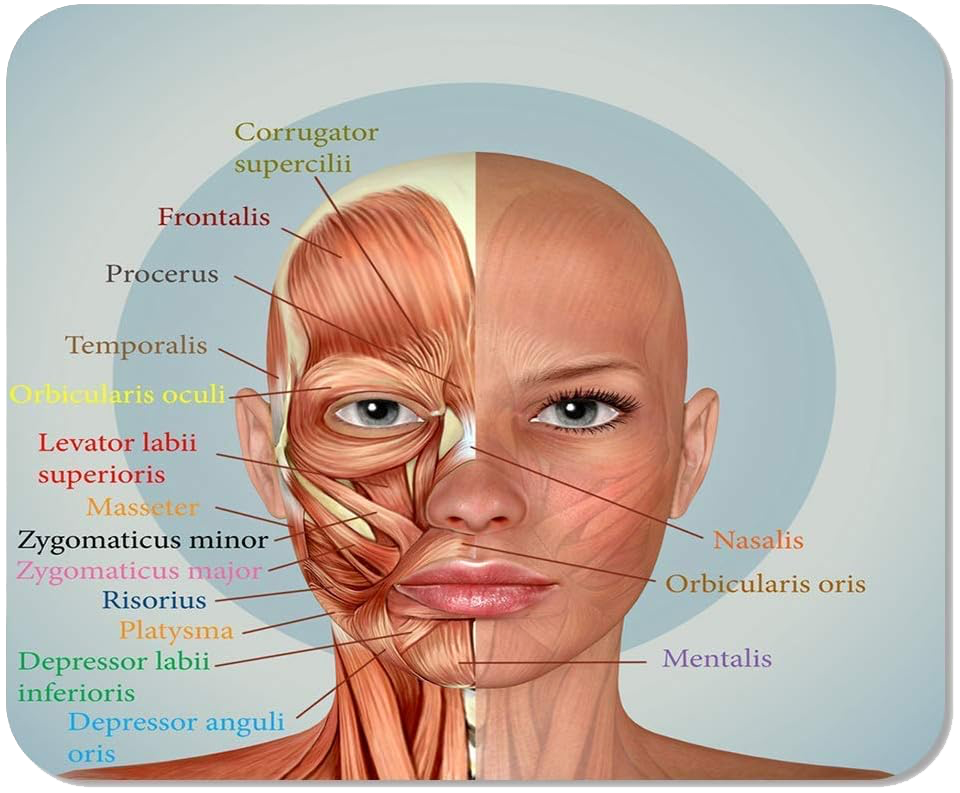 Corrugator
supercilii
Frontalis
Procerus
Temporalis
Orbicularis oculi
Levator labii
superioris
Masseter
Zygomaticus minor
Zygomaticus major
Risorius
Platysma
Depressor labii
inferioris
Depressor anguli
oris
Nasalis
Orbicularis oris
Mentalis